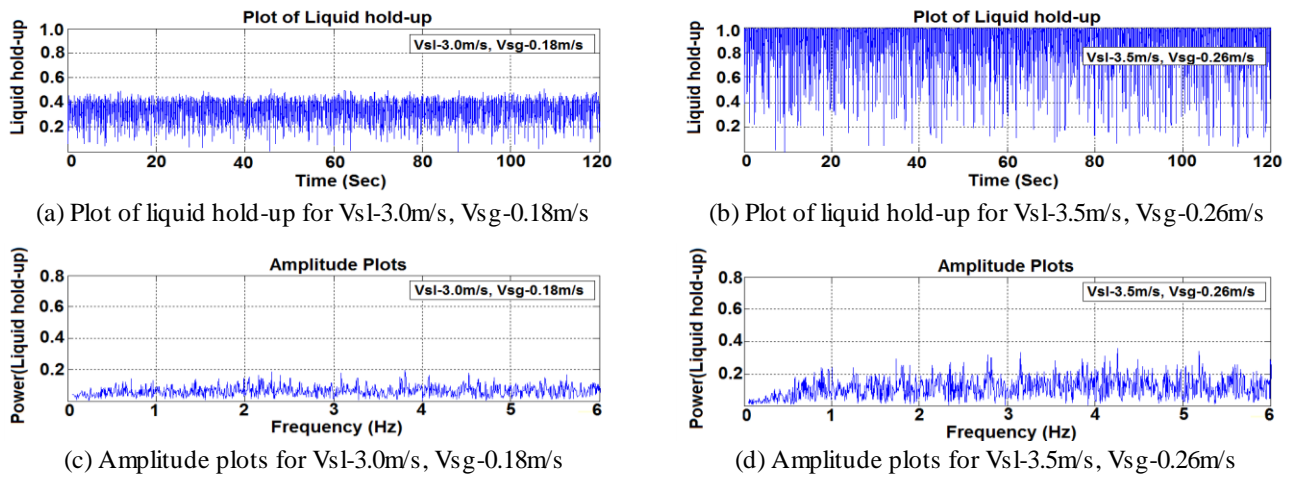 Plot of Liquid hold-up
Liquid hold-up
1.0
0.8
0.6
0.4
0.2
Vsl-3.0m/s, Vsg-0.18m/s
0 20 40 60 80 100 120
Time (Sec)
(a) Plot of liquid hold-up for Vsl-3.0m/s, Vsg-0.18m/s
Plot of Liquid hold-up
Liquid hold-up
1.0
0.8
0.6
0.4
0.2
Vsl-3.5m/s, Vsg-0.26m/s
0 20 40 60 80 100 120
Time (Sec)
(b) Plot of liquid hold-up for Vsl-3.5m/s, Vsg-0.26m/s
Amplitude Plots
Power(Liquid hold-up)
0.8
0.6
0.4
0.2
Vsl-3.0m/s, Vsg-0.18m/s
0 1 2 3 4 5 6
Frequency (Hz)
(c) Amplitude plots for Vsl-3.0m/s, Vsg-0.18m/s
Amplitude Plots
Power(Liquid hold-up)
0.8
0.6
0.4
0.2
Vsl-3.5m/s, Vsg-0.26m/s
0 1 2 3 4 5 6
Frequency (Hz)
(d) Amplitude plots for Vsl-3.5m/s, Vsg-0.26m/s